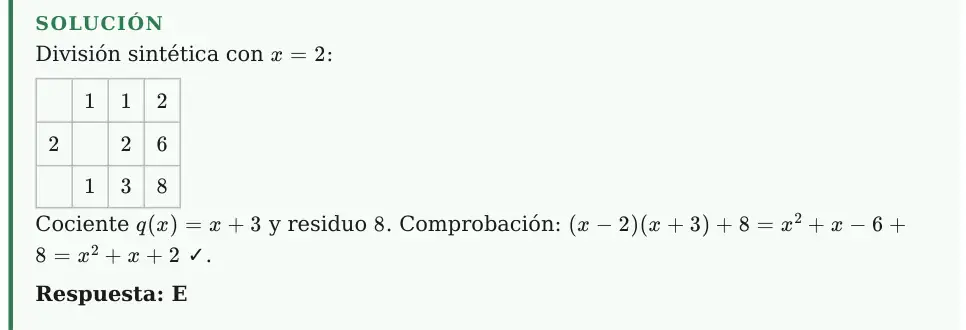 SOLUCIÓN
División sintética con x = 2:
1 1 2
2 2 6
1 3 8
Cociente q(x) = x + 3 y residuo 8. Comprobación: (x − 2)(x + 3) + 8 = x² + x − 6 +
8 = x² + x + 2 ✓.
Respuesta: E